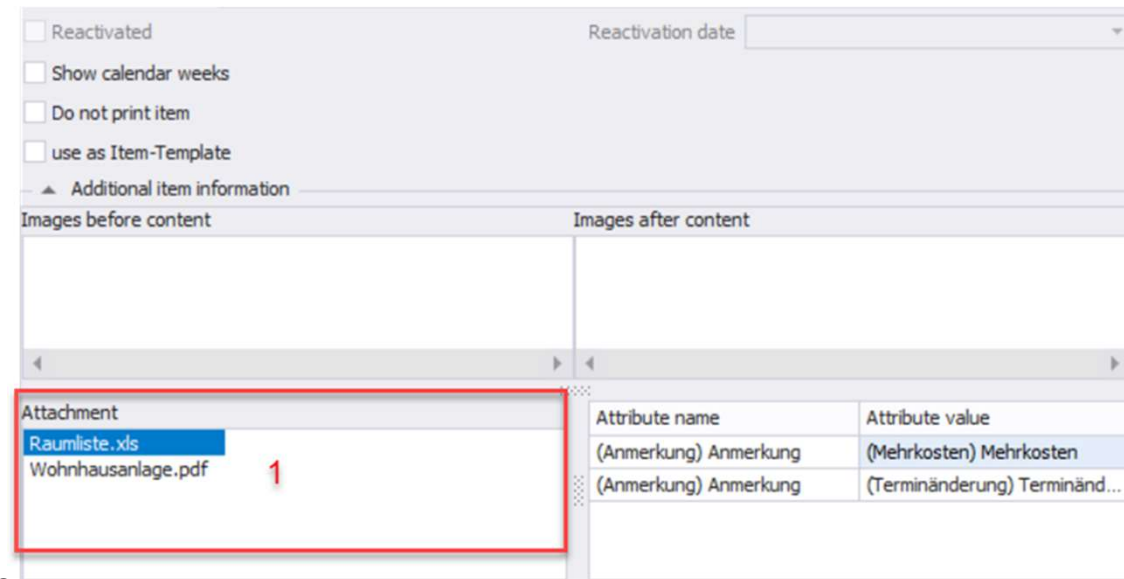 Reactivated Reactivation date
Show calendar weeks
Do not print item
use as Item-Template
Additional item information
Images before content Images after content
Attachment
Raumliste.xls
Wohnhausanlage.pdf
1
Attribute name Attribute value
(Anmerkung) Anmerkung (Mehrkosten) Mehrkosten
(Anmerkung) Anmerkung (Terminänderung) Terminänd...